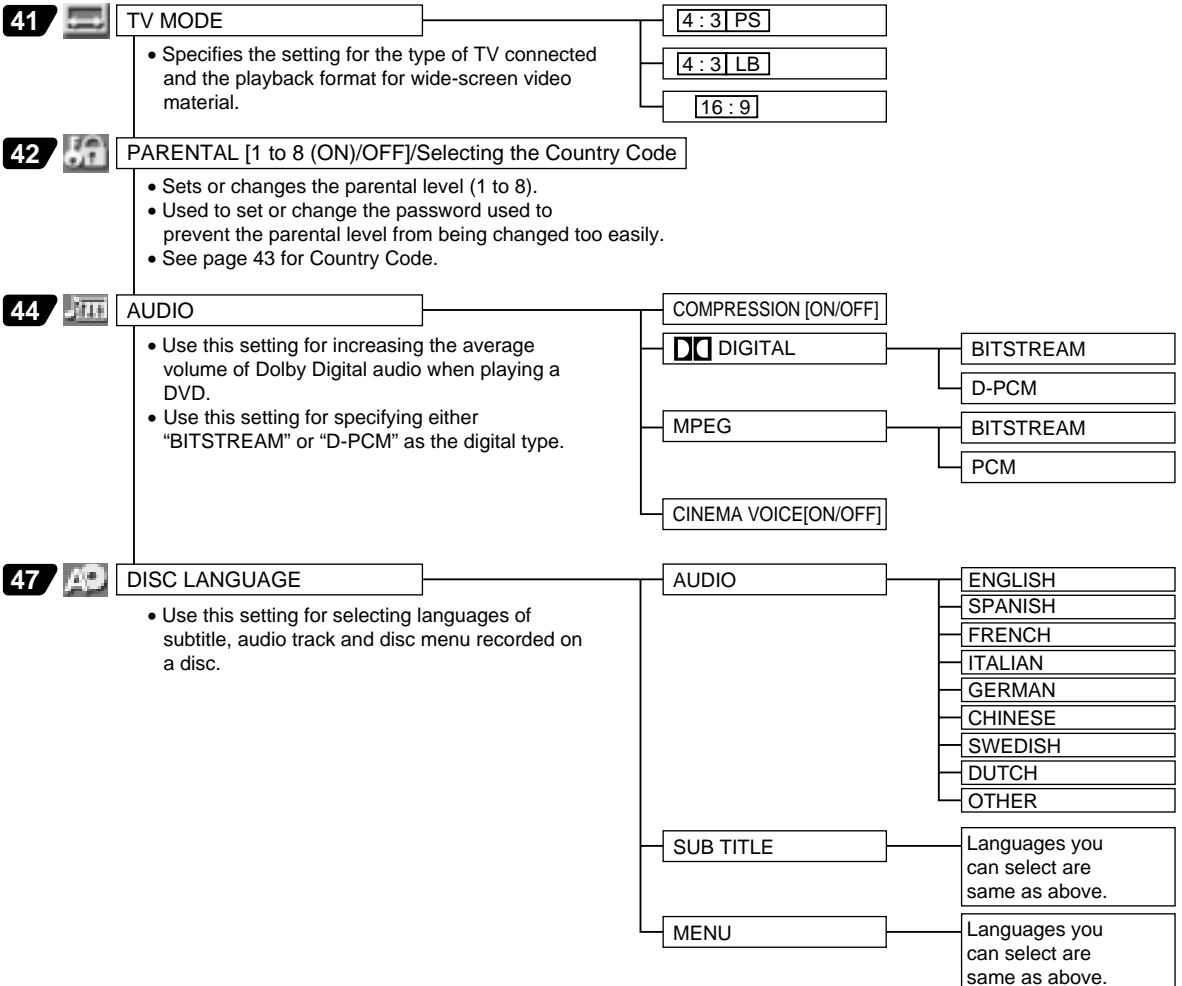 41 TV MODE
4 : 3 PS
• Specifies the setting for the type of TV connected
and the playback format for wide-screen video
material.
4 : 3 LB
16 : 9
42 PARENTAL [1 to 8 (ON)/OFF]/Selecting the Country Code
• Sets or changes the parental level (1 to 8).
• Used to set or change the password used to
prevent the parental level from being changed too easily.
• See page 43 for Country Code.
44 AUDIO
• Use this setting for increasing the average
volume of Dolby Digital audio when playing a
DVD.
• Use this setting for specifying either
“BITSTREAM” or “D-PCM” as the digital type.
COMPRESSION [ON/OFF]
DIGITAL
BITSTREAM
D-PCM
MPEG
BITSTREAM
PCM
CINEMA VOICE[ON/OFF]
47 DISC LANGUAGE
• Use this setting for selecting languages of
subtitle, audio track and disc menu recorded on
a disc.
AUDIO
ENGLISH
SPANISH
FRENCH
ITALIAN
GERMAN
CHINESE
SWEDISH
DUTCH
OTHER
SUB TITLE
Languages you
can select are
same as above.
MENU
Languages you
can select are
same as above.